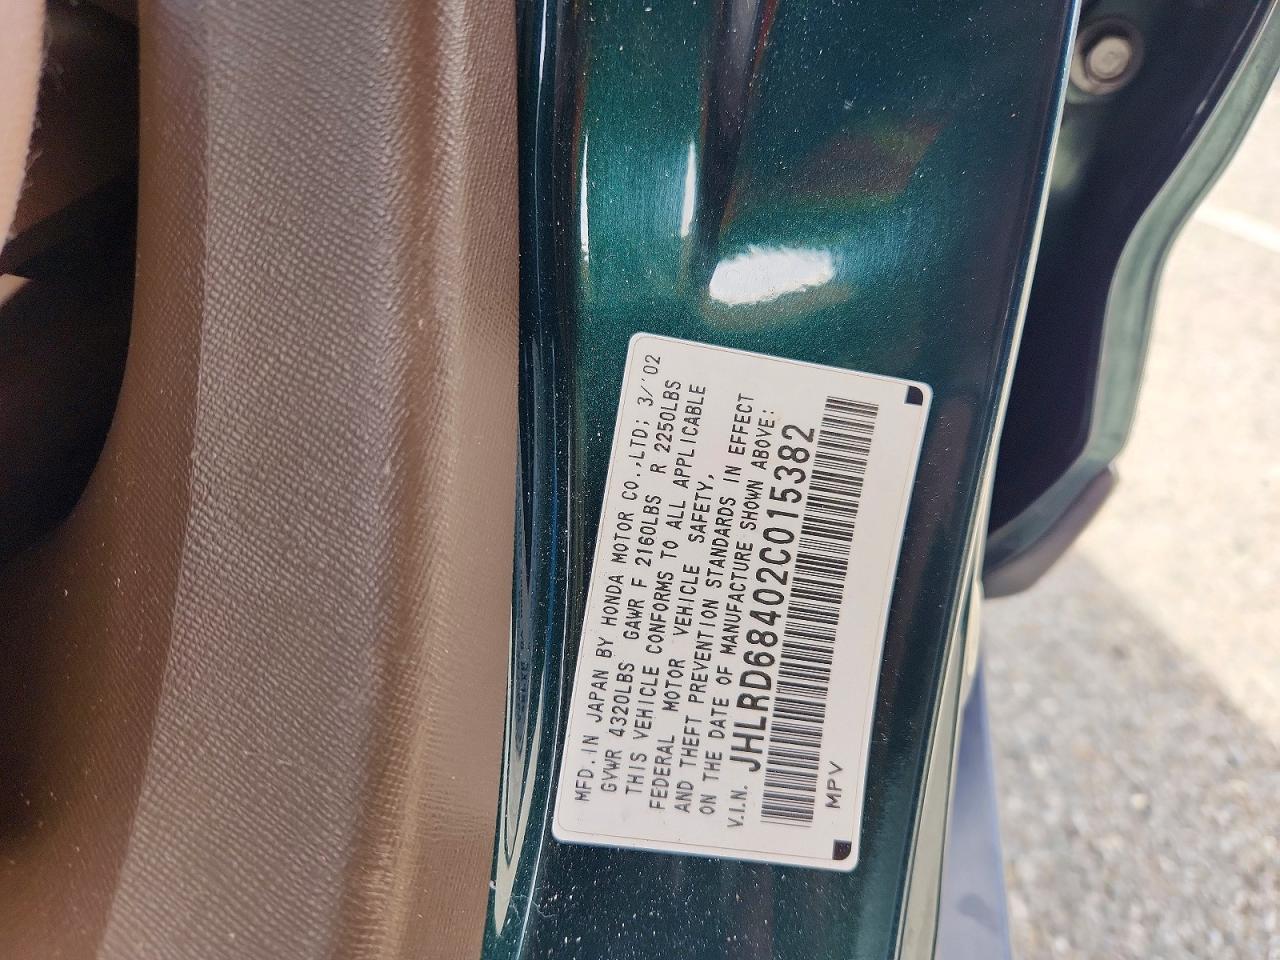 MFD. IN JAPAN BY HONDA MOTOR CO.,LTD; 3/'02
GVWR 4320LBS GAWR F 2160LBS R 2250LBS
THIS VEHICLE CONFORMS TO ALL APPLICABLE
FEDERAL MOTOR VEHICLE SAFETY,
AND THEFT PREVENTION STANDARDS IN EFFECT
ON THE DATE OF MANUFACTURE SHOWN ABOVE:
V.I.N. JHLRD68402C015382
MPV